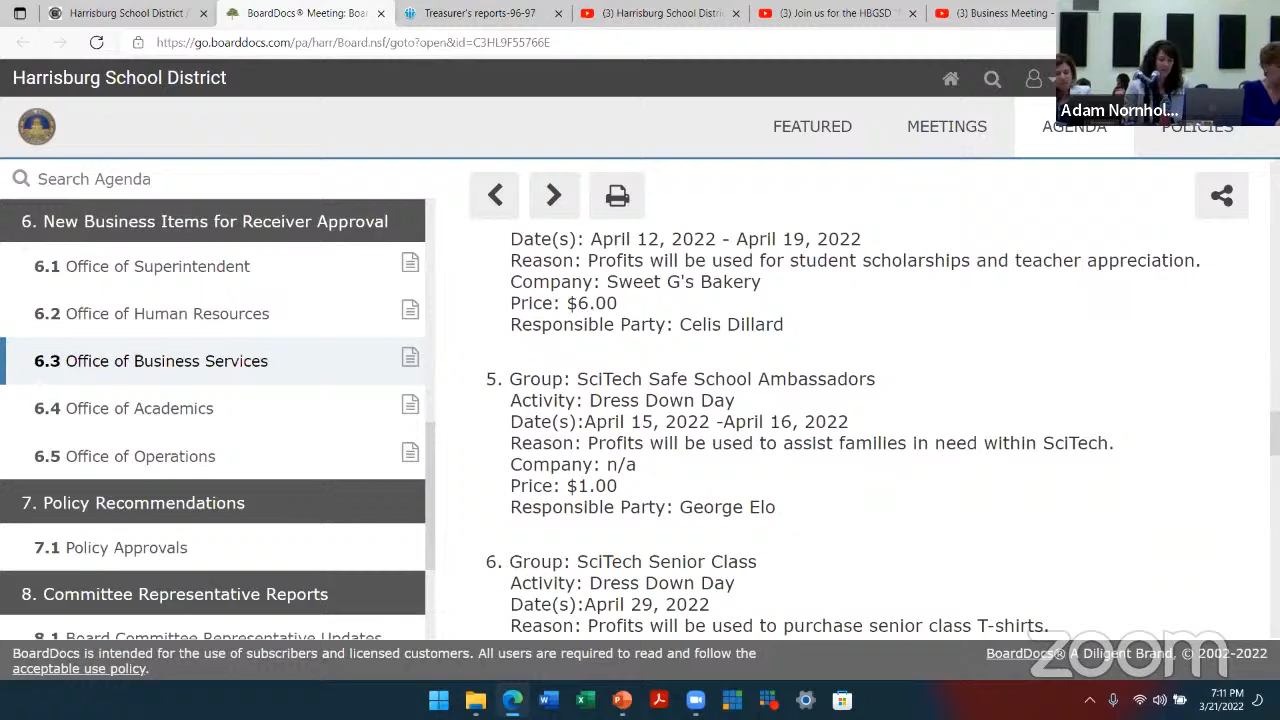 Harrisburg School District /
BoardDocs® Meeting: Boa
Treasurer's reports-96-97
(3) Harrisburg School Distri
(3) Join us for the HBGSD
(3) Business Meeting -
https://go.boarddocs.com/pa/harr/Board.nsf/goto?open&id=C3HL9F55766E
Adam Nornhol...
Harrisburg School District
FEATURED
MEETINGS
AGENDA
POLICIES
Search Agenda
6. New Business Items for Receiver Approval
6.1 Office of Superintendent
6.2 Office of Human Resources
6.3 Office of Business Services
6.4 Office of Academics
6.5 Office of Operations
7. Policy Recommendations
7.1 Policy Approvals
8. Committee Representative Reports
8.1 Board Committee Representative Updates
Date(s): April 12, 2022 - April 19, 2022
Reason: Profits will be used for student scholarships and teacher appreciation.
Company: Sweet G's Bakery
Price: $6.00
Responsible Party: Celis Dillard
5. Group: SciTech Safe School Ambassadors
Activity: Dress Down Day
Date(s):April 15, 2022 -April 16, 2022
Reason: Profits will be used to assist families in need within SciTech.
Company: n/a
Price: $1.00
Responsible Party: George Elo
6. Group: SciTech Senior Class
Activity: Dress Down Day
Date(s):April 29, 2022
Reason: Profits will be used to purchase senior class T-shirts.
BoardDocs is intended for the use of subscribers and licensed customers. All users are required to read and follow the
acceptable use policy.
BoardDocs® A Diligent Brand, © 2002-2022
zoom
7:11 PM
3/21/2022